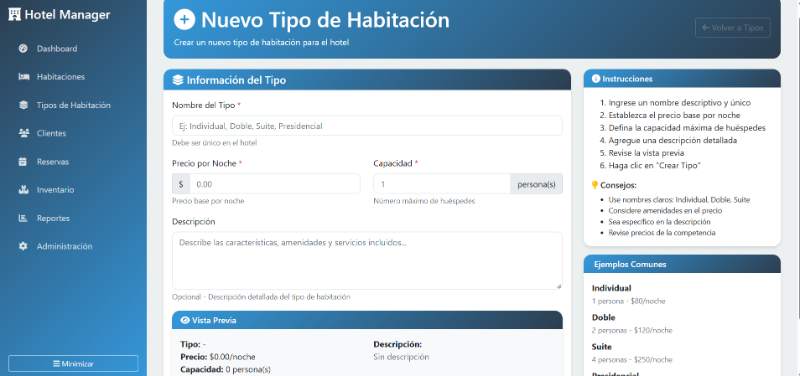 Hotel Manager
Dashboard
Habitaciones
Tipos de Habitación
Clientes
Reservas
Inventario
Reportes
Administración
Minimizar
Nuevo Tipo de Habitación
Crear un nuevo tipo de habitación para el hotel
Volver a Tipos
Información del Tipo
Nombre del Tipo *
Ej: Individual, Doble, Suite, Presidencial
Debe ser único en el hotel
Precio por Noche *
$ 0.00
Precio base por noche
Capacidad *
1 persona(s)
Número máximo de huéspedes
Descripción
Describe las características, amenidades y servicios incluidos...
Opcional - Descripción detallada del tipo de habitación
Vista Previa
Tipo: -
Precio: $0.00/noche
Capacidad: 0 persona(s)
Descripción:
Sin descripción
Instrucciones
1. Ingrese un nombre descriptivo y único
2. Establezca el precio base por noche
3. Defina la capacidad máxima de huéspedes
4. Agregue una descripción detallada
5. Revise la vista previa
6. Haga clic en "Crear Tipo"
Consejos:
• Use nombres claros: Individual, Doble, Suite
• Considere amenidades en el precio
• Sea específico en la descripción
• Revise precios de la competencia
Ejemplos Comunes
Individual
1 persona - $80/noche
Doble
2 personas - $120/noche
Suite
4 personas - $250/noche
Presidencial